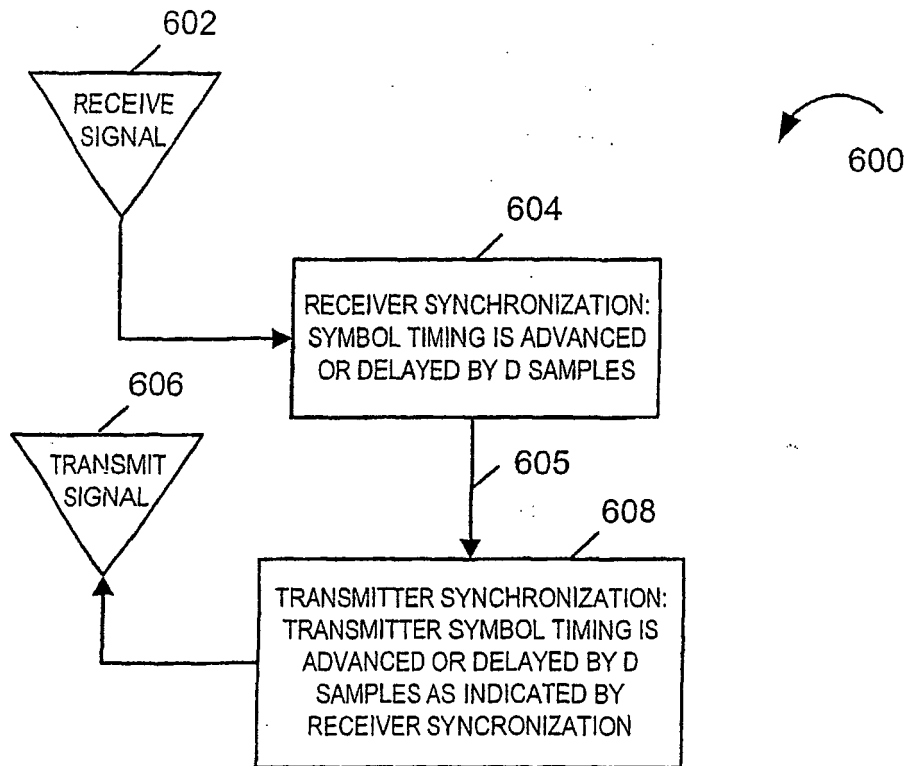 602
RECEIVE
SIGNAL
600
604
RECEIVER SYNCHRONIZATION:
SYMBOL TIMING IS ADVANCED
OR DELAYED BY D SAMPLES
606
TRANSMIT
SIGNAL
605
608
TRANSMITTER SYNCHRONIZATION:
TRANSMITTER SYMBOL TIMING IS
ADVANCED OR DELAYED BY D
SAMPLES AS INDICATED BY
RECEIVER SYNCRONIZATION